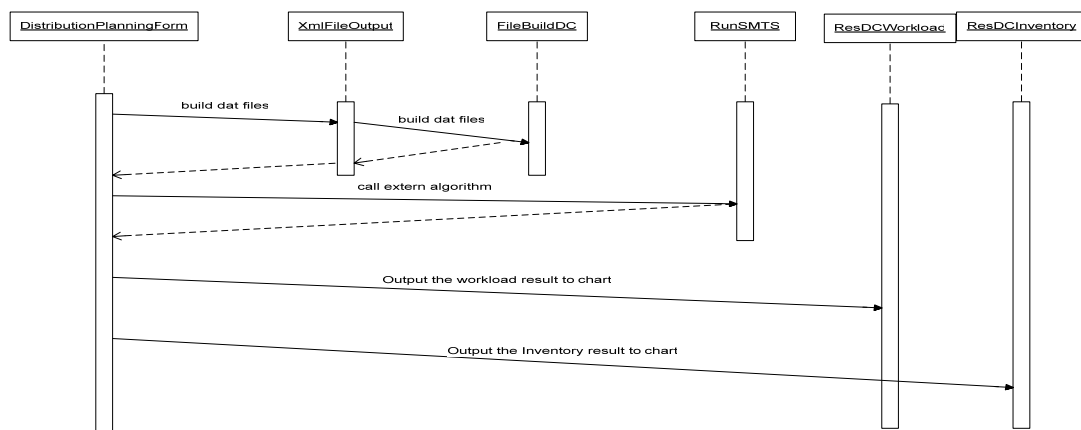 DistributionPlanningForm
XmlFileOutput
FileBuildDC
RunSMTS
ResDCWorkload
ResDCInventory
build dat files
build dat files
call extern algorithm
Output the workload result to chart
Output the Inventory result to chart